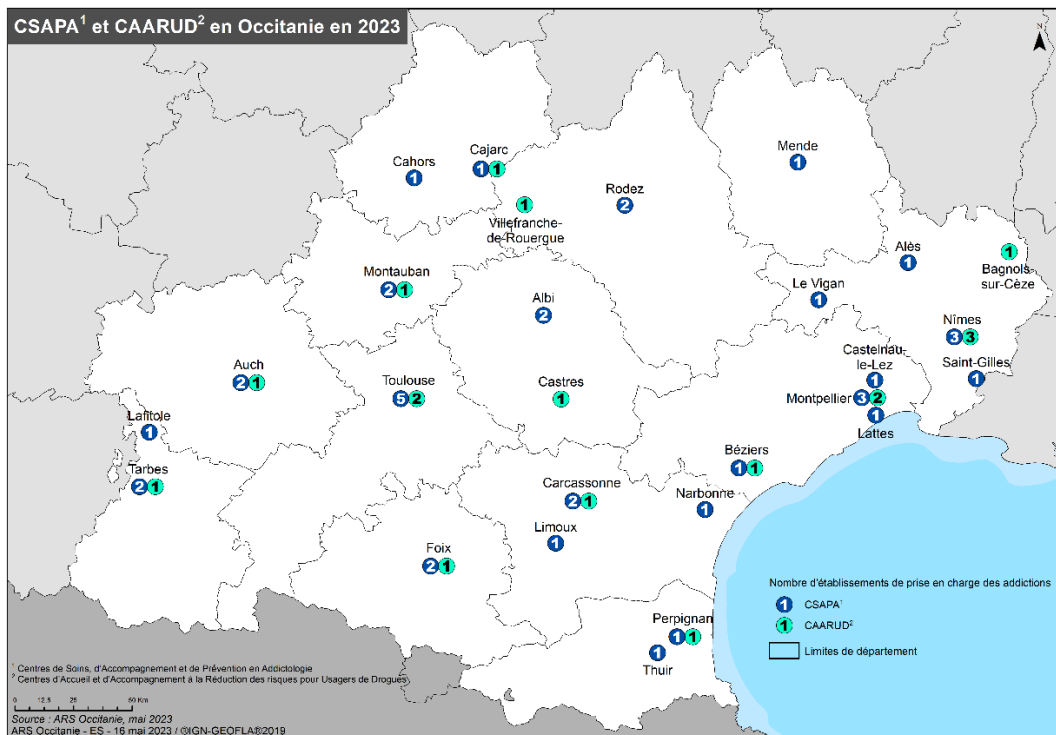 CSAPA¹ et CAARUD² en Occitanie en 2023
N
Cajarc
1 1
Cahors
1
Mende
1
Rodez
2
1
Villefranche-
de-Rouergue
Alès
1
1
Bagnols-
sur-Cèze
Montauban
2 1
Le Vigan
1
Albi
2
Nîmes
3 3
Castelnau-
le-Lez
1
Saint-Gilles
1
Auch
2 1
Toulouse
5 2
Castres
1
Montpellier 3 2
1
Lattes
Lafitole
1
Tarbes
2 1
Béziers
1 1
Carcassonne
2 1
Narbonne
1
Limoux
1
Foix
2 1
Perpignan
1 1
1
Thuir
Nombre d'établissements de prise en charge des addictions
1 CSAPA¹
1 CAARUD²
Limites de département
¹ Centres de Soins, d'Accompagnement et de Prévention en Addictologie
² Centres d'Accueil et d'Accompagnement à la Réduction des risques pour Usagers de Drogues
0 12.5 25 50 Km
Source : ARS Occitanie, mai 2023
ARS Occitanie - ES - 16 mai 2023 / ©IGN-GEOFLA®2019